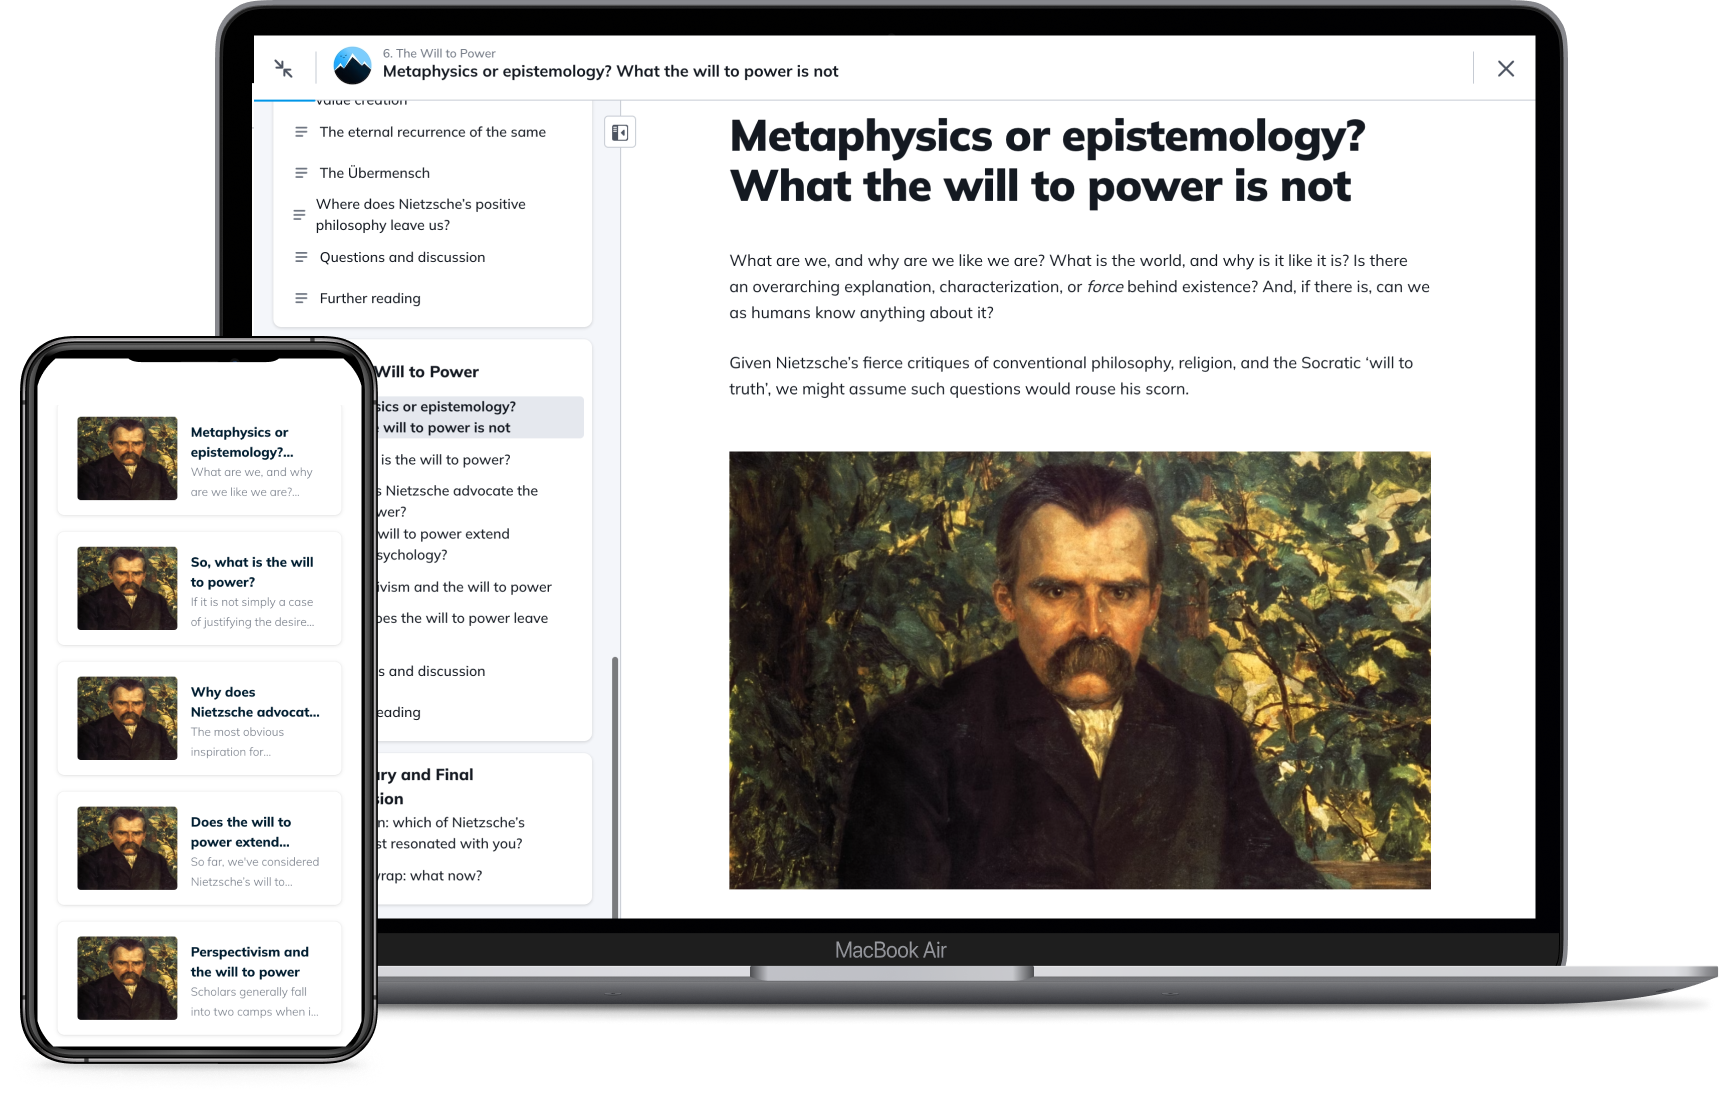 6. The Will to Power
Metaphysics or epistemology? What the will to power is not
value creation
The eternal recurrence of the same
The Übermensch
Where does Nietzsche's positive
philosophy leave us?
Questions and discussion
Further reading
Will to Power
sics or epistemology?
will to power is not
is the will to power?
s Nietzsche advocate the
wer?
will to power extend
sychology?
ivism and the will to power
oes the will to power leave
s and discussion
eading
ary and Final
sion
n: which of Nietzsche's
st resonated with you?
wrap: what now?
Metaphysics or epistemology?
What the will to power is not
What are we, and why are we like we are? What is the world, and why is it like it is? Is there
an overarching explanation, characterization, or force behind existence? And, if there is, can we
as humans know anything about it?
Given Nietzsche's fierce critiques of conventional philosophy, religion, and the Socratic ‘will to
truth’, we might assume such questions would rouse his scorn.
MacBook Air
Metaphysics or
epistemology?...
What are we, and why
are we like we are?...
So, what is the will
to power?
If it is not simply a case
of justifying the desire...
Why does
Nietzsche advocat...
The most obvious
inspiration for...
Does the will to
power extend...
So far, we've considered
Nietzsche's will to...
Perspectivism and
the will to power
Scholars generally fall
into two camps when i...